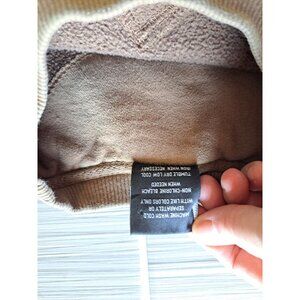 MACHINE WASH COLD
SEPARATELY OR
WITH LIKE COLORS ONLY
NON-CHLORINE BLEACH
WHEN NEEDED
TUMBLE DRY LOW COOL
IRON WHEN NECESSARY